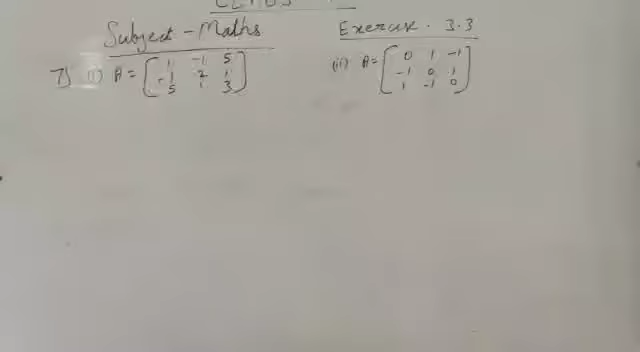 Subject - Maths Exercise . 3.3
7) (i) A = [ 1 -1 5 (ii) A = [ 0 1 -1
-1 2 1 -1 0 1
5 1 3 ] 1 -1 0 ]